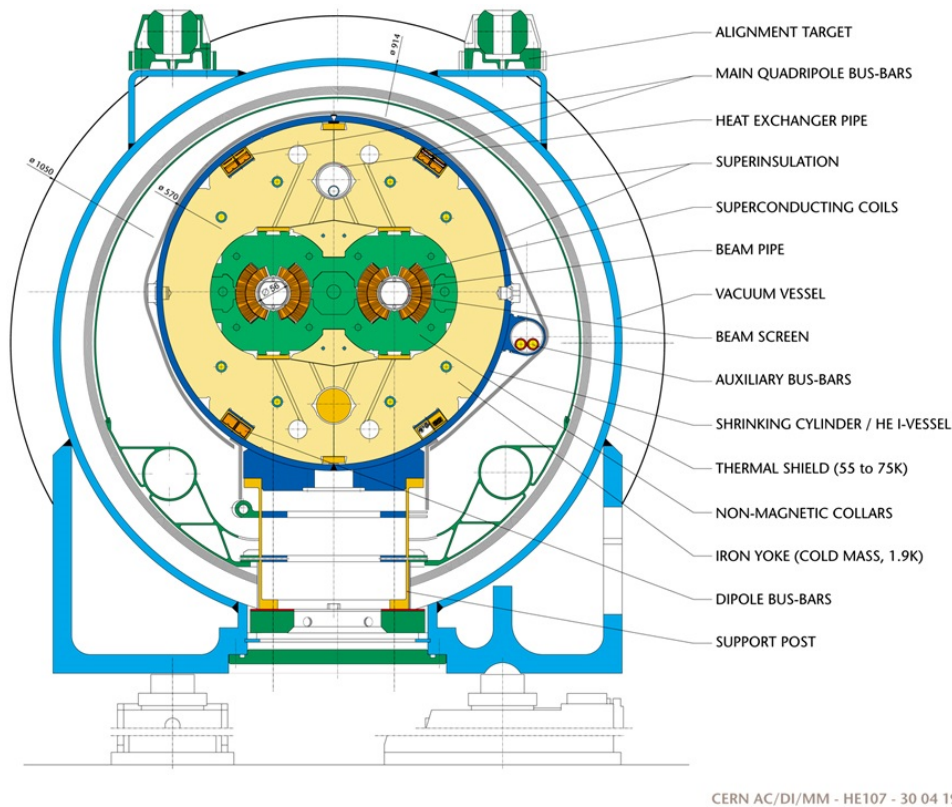 ALIGNMENT TARGET
MAIN QUADRIPOLE BUS-BARS
HEAT EXCHANGER PIPE
SUPERINSULATION
SUPERCONDUCTING COILS
BEAM PIPE
VACUUM VESSEL
BEAM SCREEN
AUXILIARY BUS-BARS
SHRINKING CYLINDER / HE I-VESSEL
THERMAL SHIELD (55 to 75K)
NON-MAGNETIC COLLARS
IRON YOKE (COLD MASS, 1.9K)
DIPOLE BUS-BARS
SUPPORT POST
ø 914
ø 1050
ø 570
∅ 56
CERN AC/DI/MM - HE107 - 30 04 19